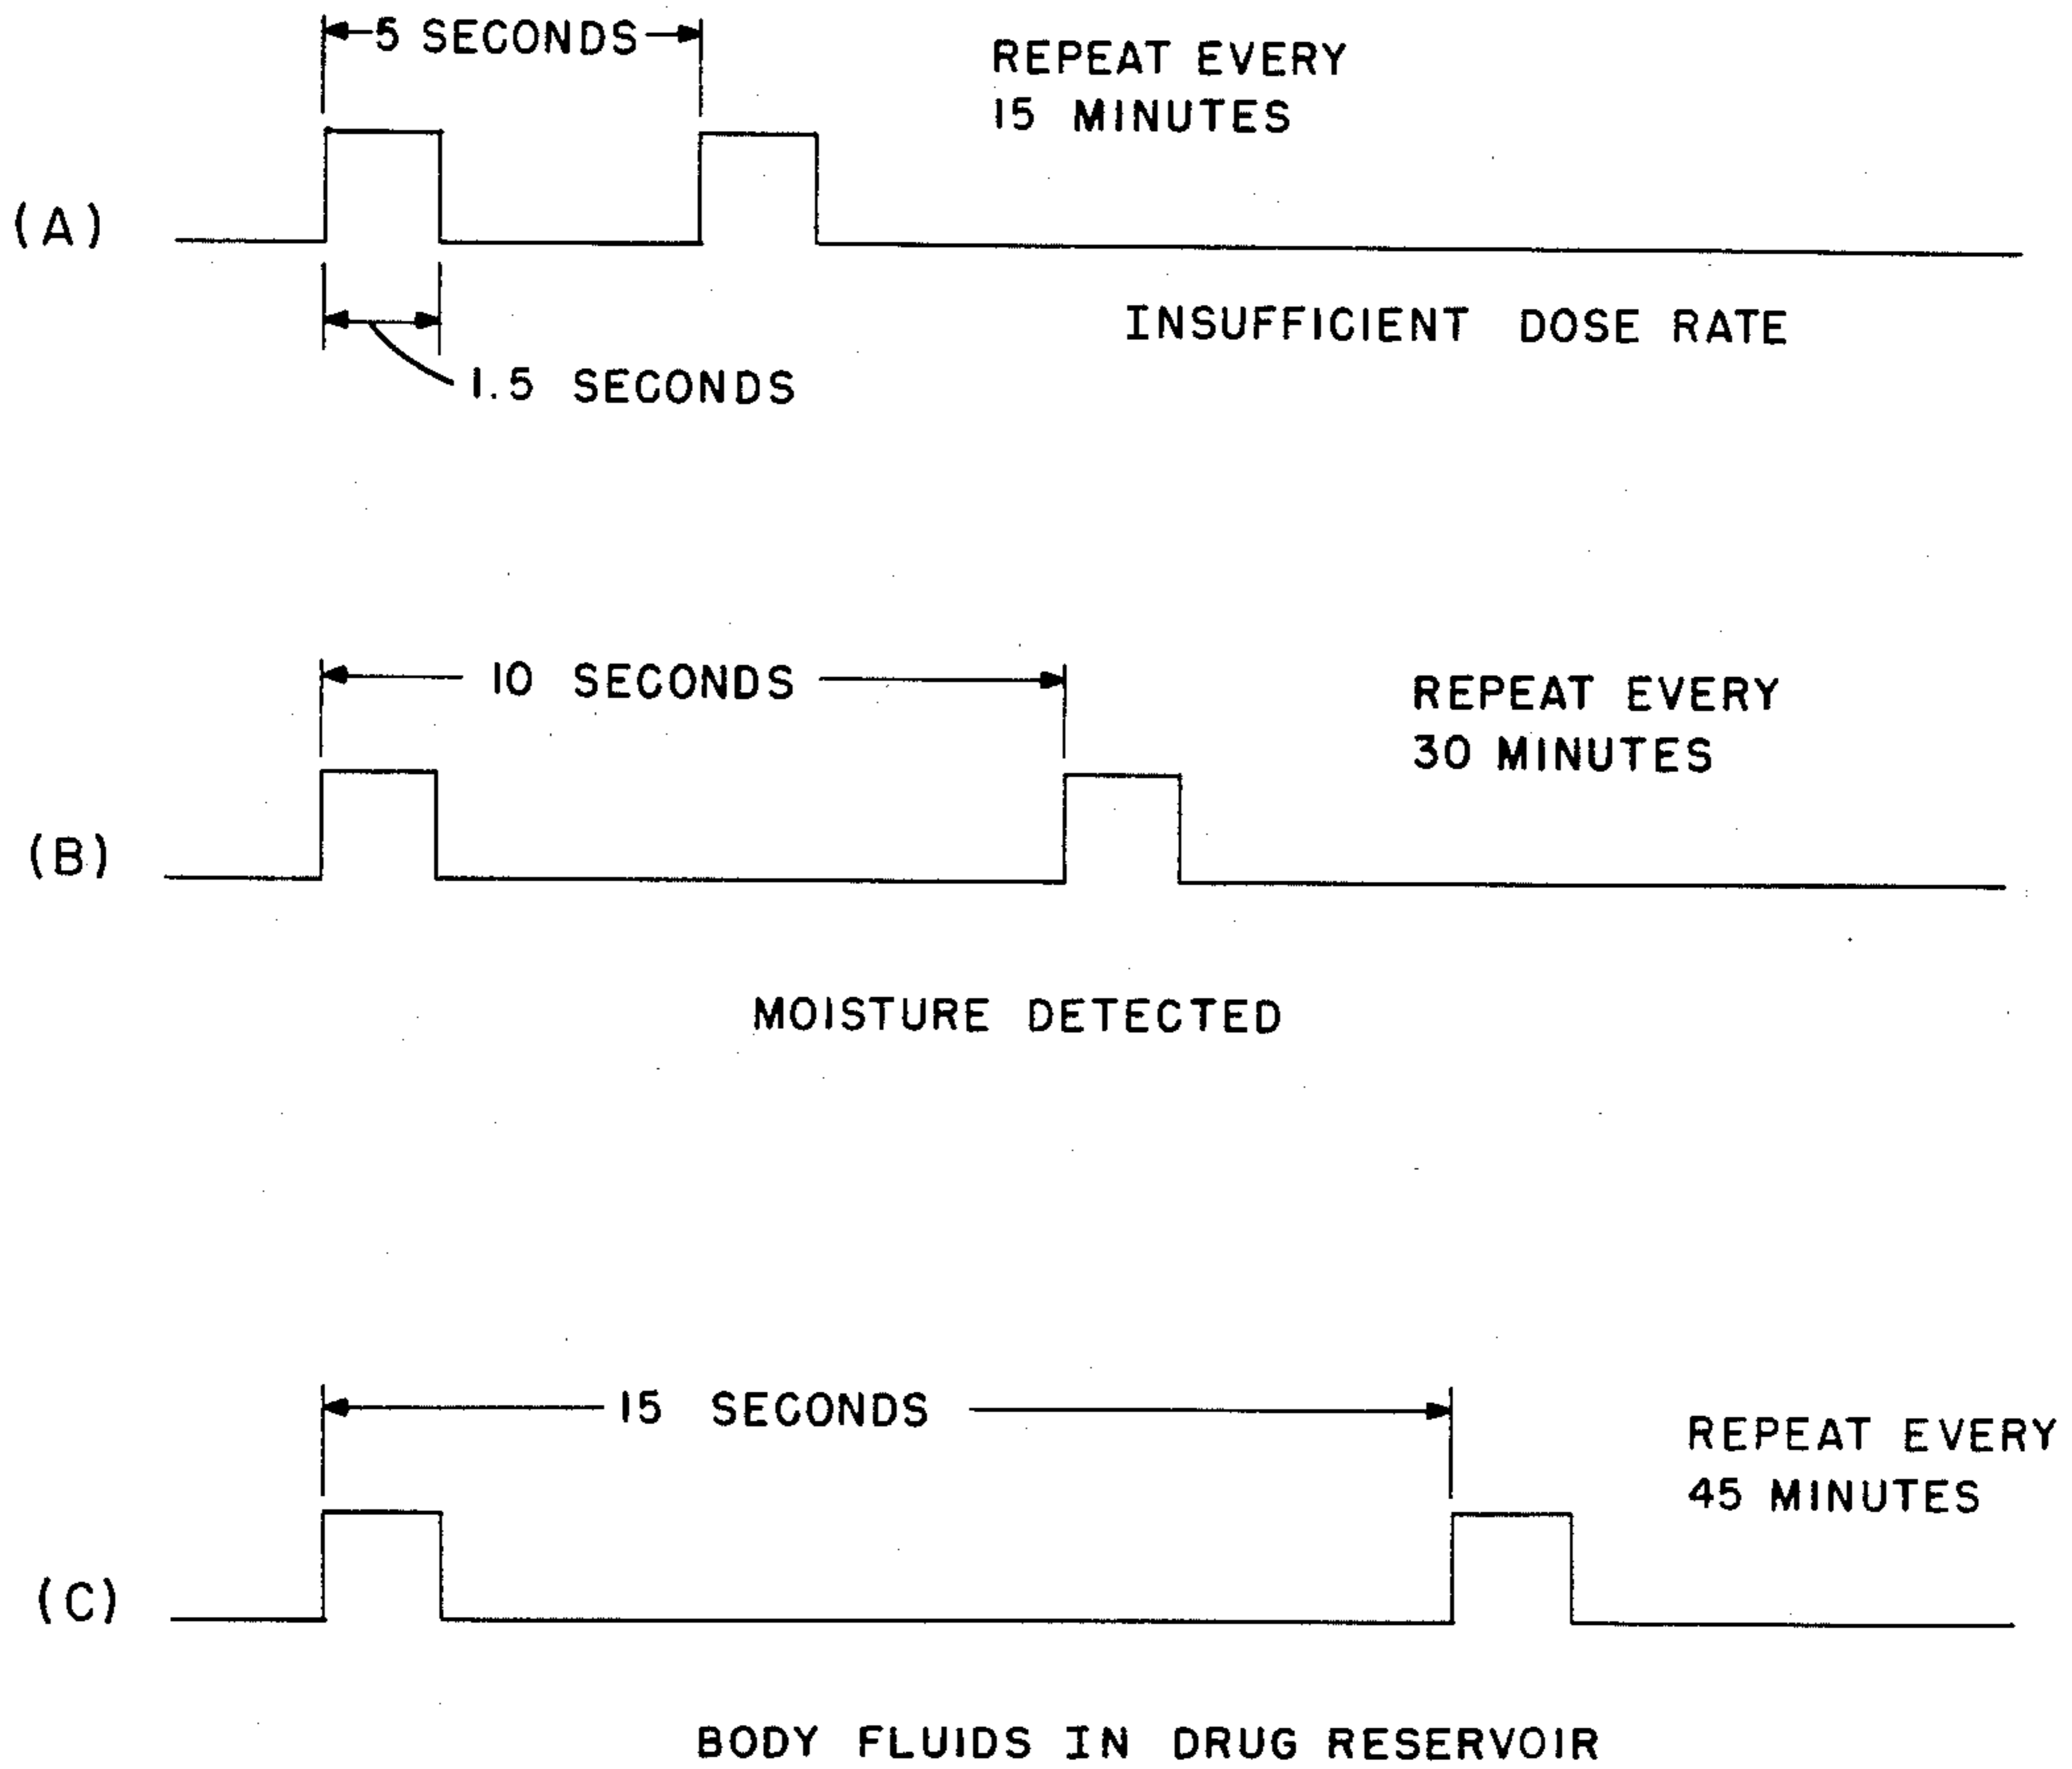 5 SECONDS
REPEAT EVERY
15 MINUTES
(A)
INSUFFICIENT DOSE RATE
1.5 SECONDS
10 SECONDS
REPEAT EVERY
30 MINUTES
(B)
MOISTURE DETECTED
15 SECONDS
REPEAT EVERY
45 MINUTES
(C)
BODY FLUIDS IN DRUG RESERVOIR